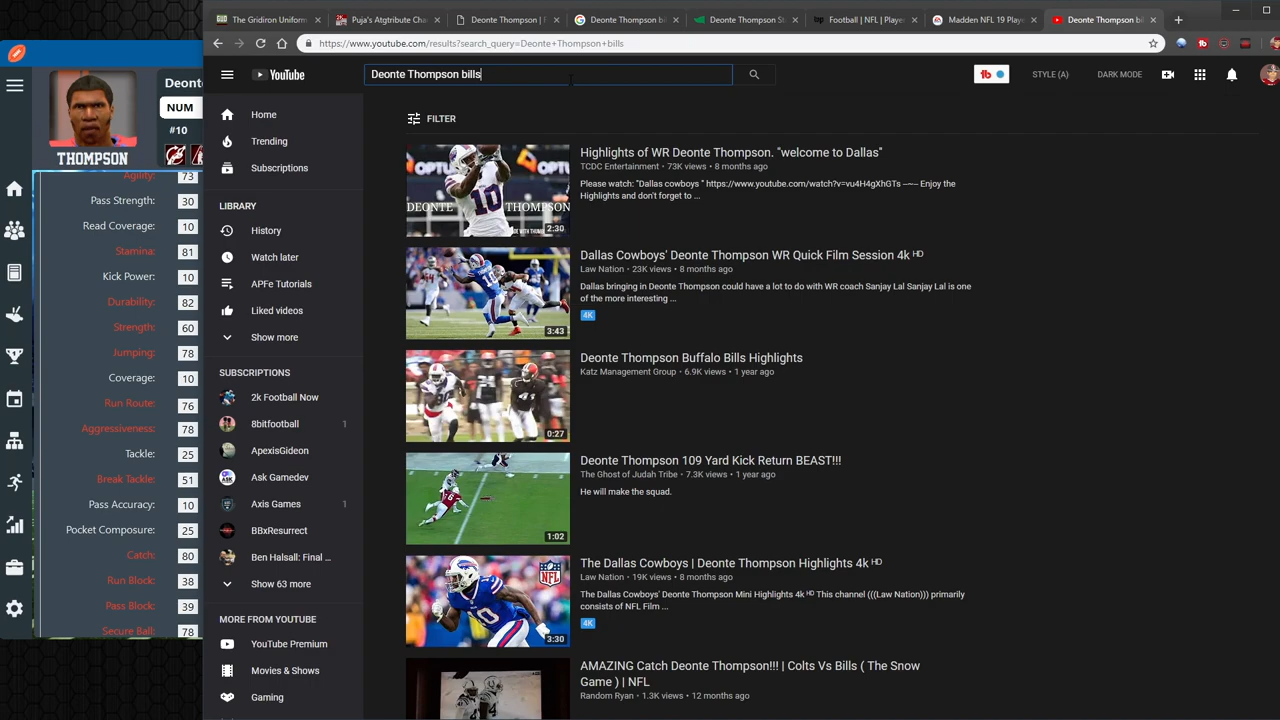 The Gridiron Uniform
Puja's Atgtribute Cha
Deonte Thompson |
Deonte Thompson bi
Deonte Thompson St
Football | NFL | Player
Madden NFL 19 Player
Deonte Thompson bi
https://www.youtube.com/results?search_query=Deonte+Thompson+bills
YouTube
Deonte Thompson bills
STYLE (A)
DARK MODE
Deont
NUM
#10
THOMPSON
Agility: 73
Pass Strength: 30
Read Coverage: 10
Stamina: 81
Kick Power: 10
Durability: 82
Strength: 60
Jumping: 78
Coverage: 10
Run Route: 76
Aggressiveness: 78
Tackle: 25
Break Tackle: 51
Pass Accuracy: 10
Pocket Composure: 25
Catch: 80
Run Block: 38
Pass Block: 39
Secure Ball: 78
Home
Trending
Subscriptions
LIBRARY
History
Watch later
APFe Tutorials
Liked videos
Show more
SUBSCRIPTIONS
2k Football Now
8bitfootball 1
ApexisGideon
Ask Gamedev
Axis Games 1
BBxResurrect
Ben Halsall: Final ...
Show 63 more
MORE FROM YOUTUBE
YouTube Premium
Movies & Shows
Gaming
FILTER
DEONTE THOMPSON
2:30
Highlights of WR Deonte Thompson. "welcome to Dallas"
TCDC Entertainment • 73K views • 8 months ago
Please watch: "Dallas cowboys " https://www.youtube.com/watch?v=vu4H4gXhGTs --~-- Enjoy the
Highlights and don't forget to ...
3:43
Dallas Cowboys' Deonte Thompson WR Quick Film Session 4k ᴴᴰ
Law Nation • 23K views • 8 months ago
Dallas bringing in Deonte Thompson could have a lot to do with WR coach Sanjay Lal Sanjay Lal is one
of the more interesting ...
4K
0:27
Deonte Thompson Buffalo Bills Highlights
Katz Management Group • 6.9K views • 1 year ago
1:02
Deonte Thompson 109 Yard Kick Return BEAST!!!
The Ghost of Judah Tribe • 7.3K views • 1 year ago
He will make the squad.
NFL
3:30
The Dallas Cowboys | Deonte Thompson Highlights 4k ᴴᴰ
Law Nation • 19K views • 8 months ago
The Dallas Cowboys' Deonte Thompson Mini Highlights 4k ᴴᴰ This channel (((Law Nation))) primarily
consists of NFL Film ...
4K
AMAZING Catch Deonte Thompson!!! | Colts Vs Bills ( The Snow
Game ) | NFL
Random Ryan • 1.3K views • 12 months ago